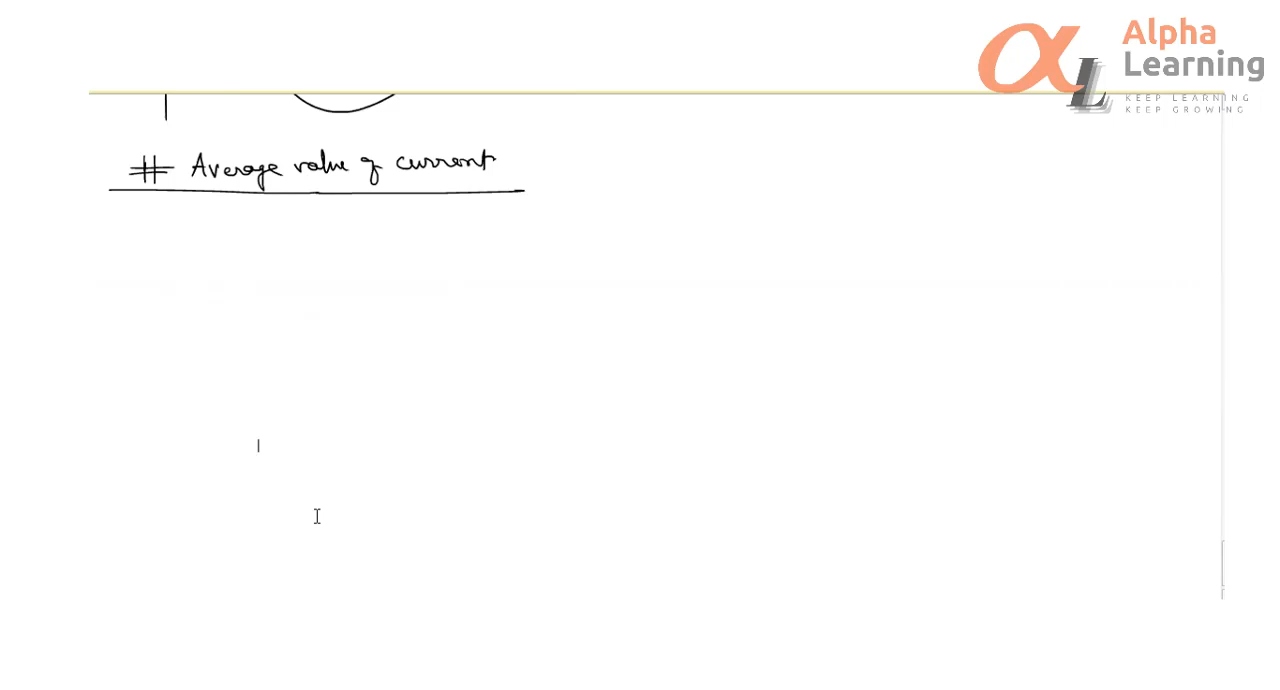 Alpha
Learning
KEEP LEARNING
KEEP GROWING
# Average value of current